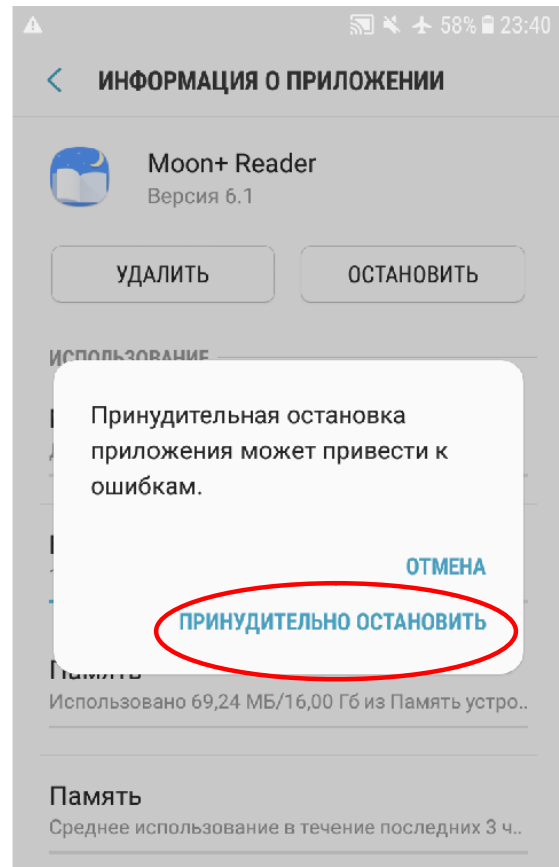 58% 23:40
ИНФОРМАЦИЯ О ПРИЛОЖЕНИИ
Moon+ Reader
Версия 6.1
УДАЛИТЬ
ОСТАНОВИТЬ
ИСПОЛЬЗОВАНИЕ
Принудительная остановка
приложения может привести к
ошибкам.
ОТМЕНА
ПРИНУДИТЕЛЬНО ОСТАНОВИТЬ
Память
Использовано 69,24 МБ/16,00 Гб из Память устро..
Память
Среднее использование в течение последних 3 ч..